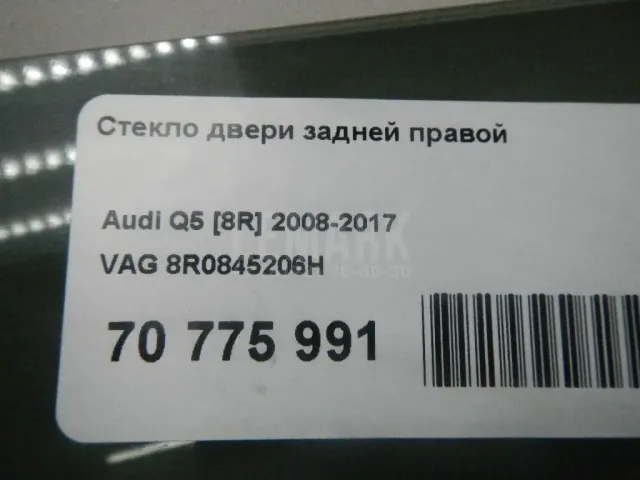 Стекло двери задней правой
Audi Q5 [8R] 2008-2017
VAG 8R0845206H
70 775 991